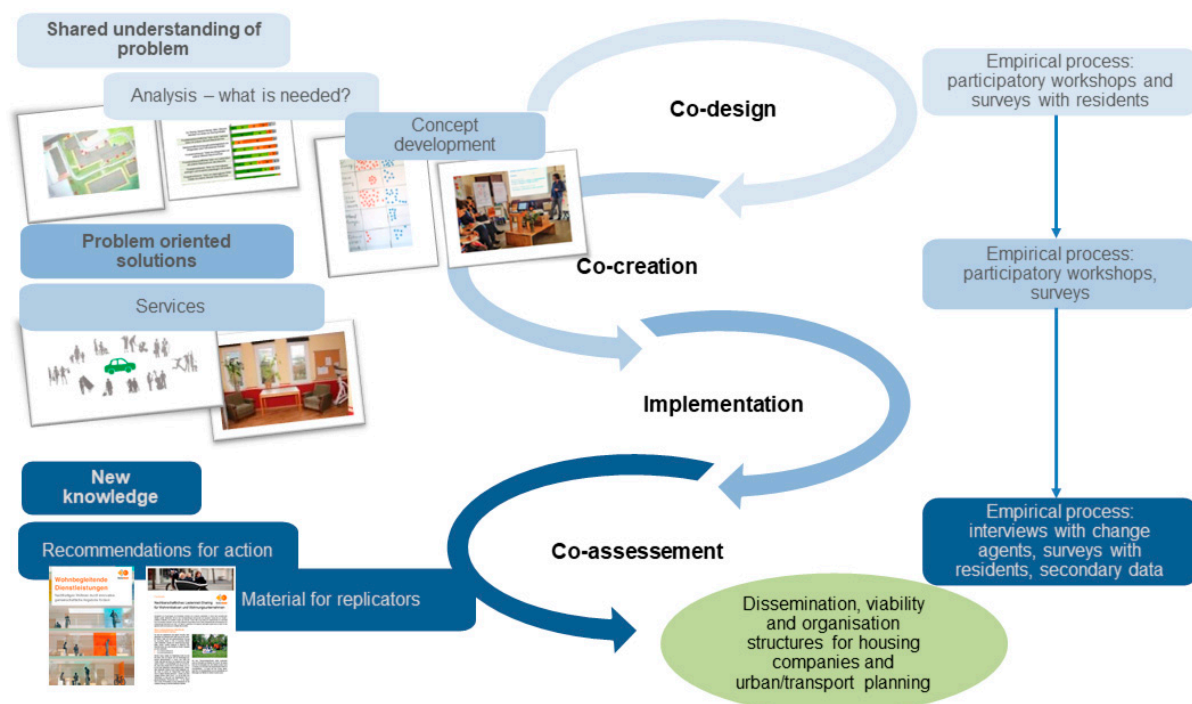 Shared understanding of
problem
Analysis – what is needed?
Concept
development
Co-design
Empirical process:
participatory workshops and
surveys with residents
Problem oriented
solutions
Services
Co-creation
Empirical process:
participatory workshops,
surveys
Implementation
New
knowledge
Recommendations for action
Wohnbegleitende
Dienstleistungen
Material for replicators
Co-assessement
Empirical process:
interviews with change
agents, surveys with
residents, secondary data
Dissemination, viability
and organisation
structures for housing
companies and
urban/transport planning